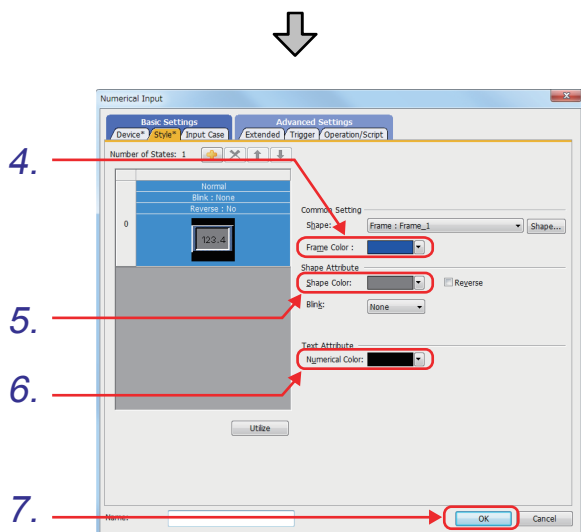 Numerical Input
Basic Settings Advanced Settings
Device* Style* Input Case Extended Trigger Operation/Script
4.
Number of States: 1
Normal
Blink : None
Reverse : No
0
123.4
Common Setting
Shape: Frame : Frame_1 Shape...
Frame Color :
Shape Attribute
Shape Color: Reverse
5.
Blink: None
Text Attribute
Numerical Color:
6.
Utilize
7.
Name: OK Cancel